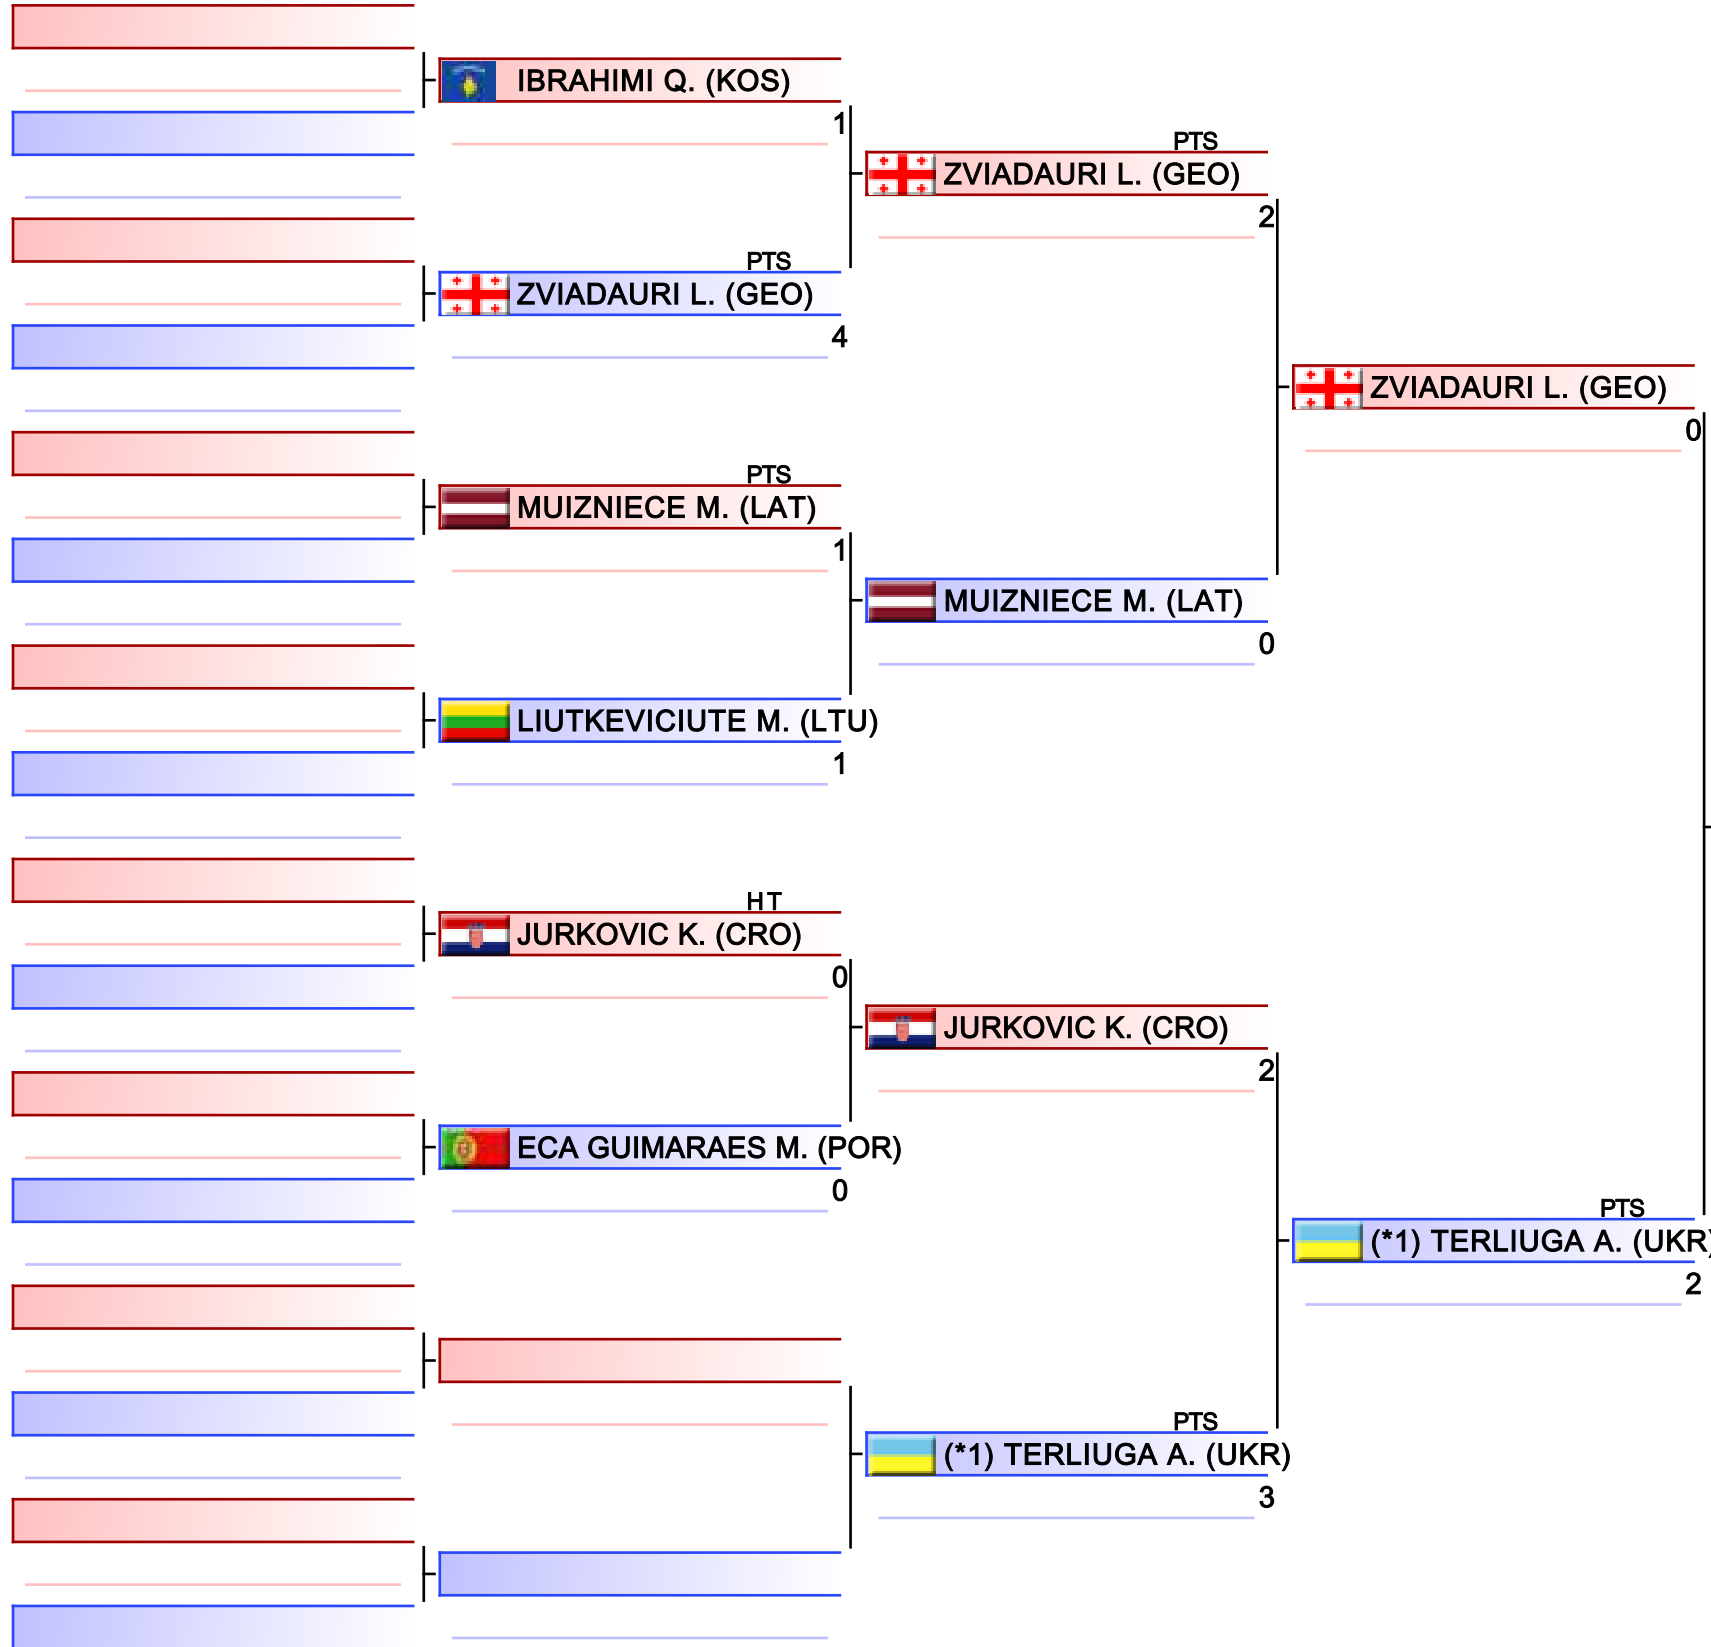 IBRAHIMI Q. (KOS)
1
PTS
ZVIADAURI L. (GEO)
4
PTS
MUIZNIECE M. (LAT)
1
LIUTKEVICIUTE M. (LTU)
1
HT
JURKOVIC K. (CRO)
0
ECA GUIMARAES M. (POR)
0
PTS
ZVIADAURI L. (GEO)
2
MUIZNIECE M. (LAT)
0
JURKOVIC K. (CRO)
2
PTS
(*1) TERLIUGA A. (UKR)
3
ZVIADAURI L. (GEO)
0
PTS
(*1) TERLIUGA A. (UKR)
2